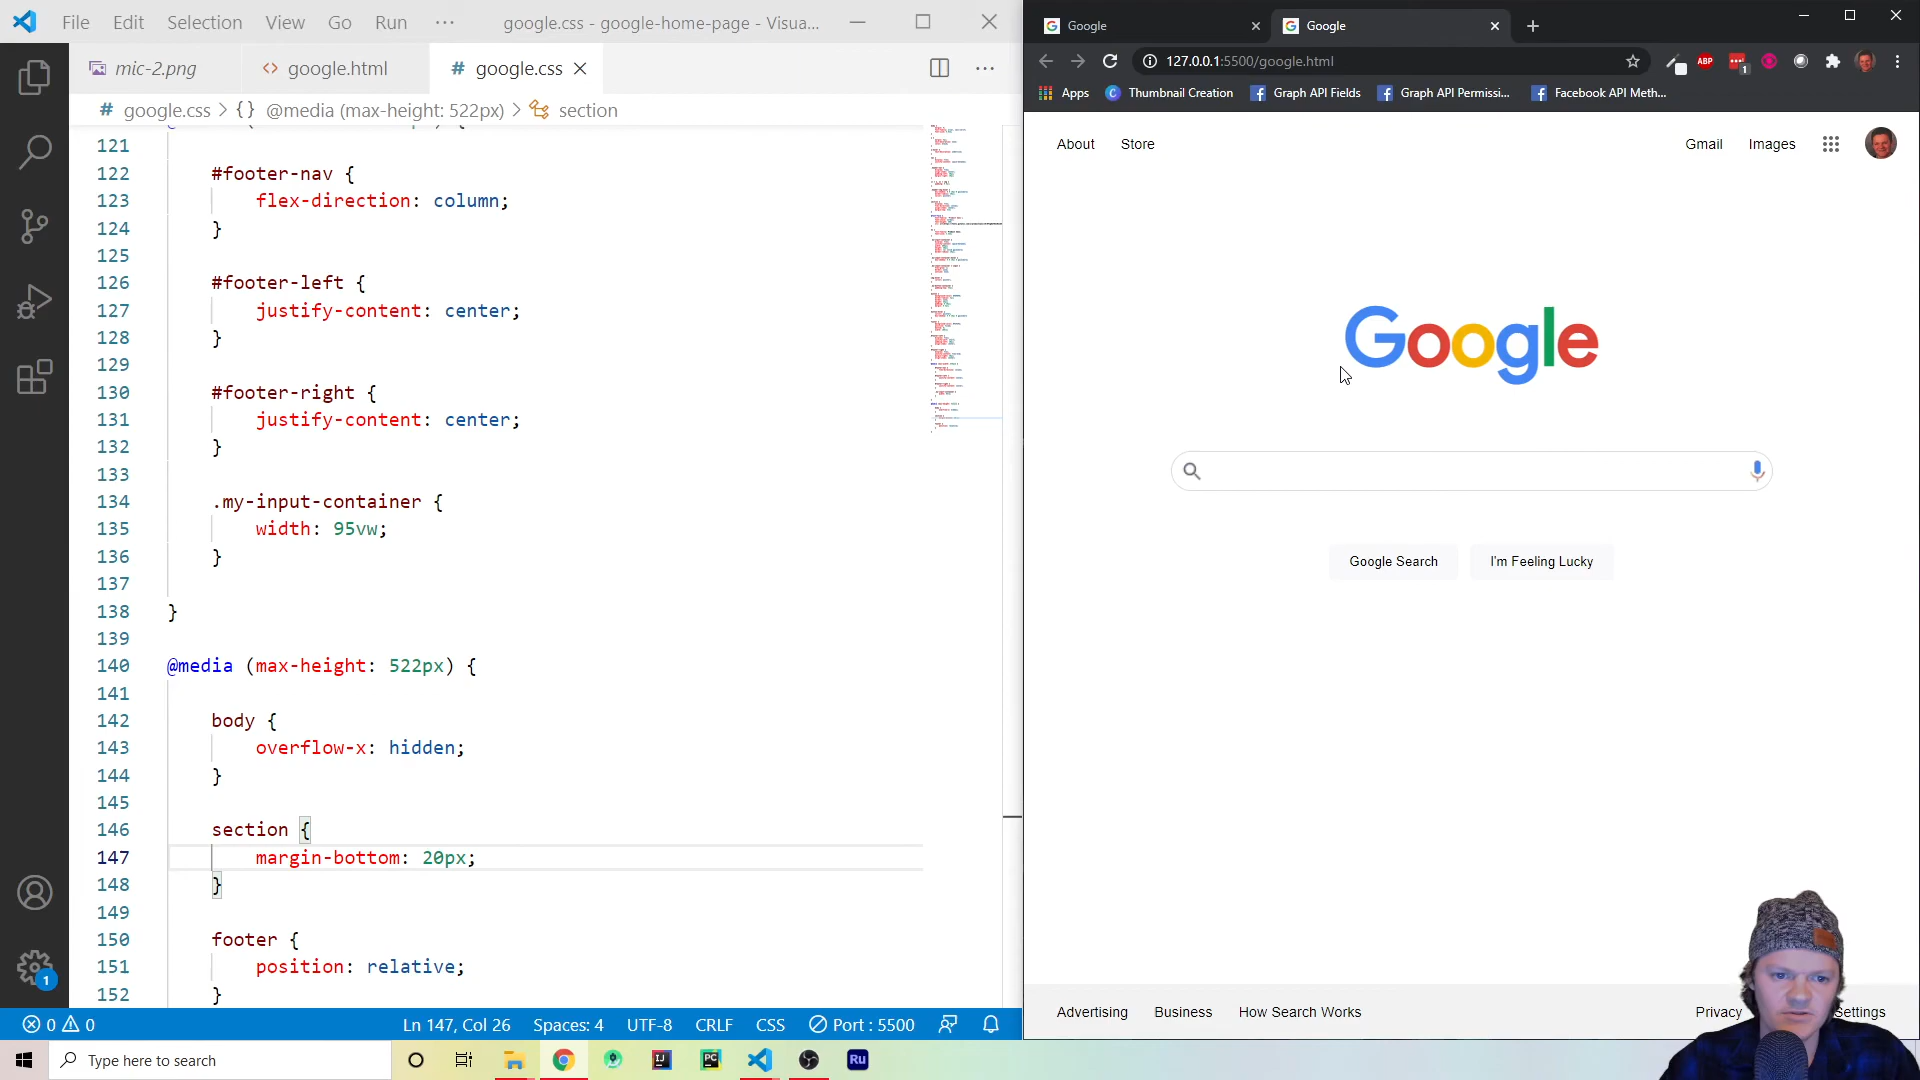 File Edit Selection View Go Run ··· google.css - google-home-page - Visua...
mic-2.png <> google.html # google.css
# google.css > {} @media (max-height: 522px) > section
121
122 #footer-nav {
123 flex-direction: column;
124 }
125
126 #footer-left {
127 justify-content: center;
128 }
129
130 #footer-right {
131 justify-content: center;
132 }
133
134 .my-input-container {
135 width: 95vw;
136 }
137
138 }
139
140 @media (max-height: 522px) {
141
142 body {
143 overflow-x: hidden;
144 }
145
146 section {
147 margin-bottom: 20px;
148 }
149
150 footer {
151 position: relative;
152 }
1
0 0 Ln 147, Col 26 Spaces: 4 UTF-8 CRLF CSS Port : 5500
Type here to search
IJ PC Ru
Google Google
127.0.0.1:5500/google.html ABP 1
Apps Thumbnail Creation Graph API Fields Graph API Permissi... Facebook API Meth...
About Store Gmail Images
Google
Google Search I'm Feeling Lucky
Advertising Business How Search Works Privacy Settings